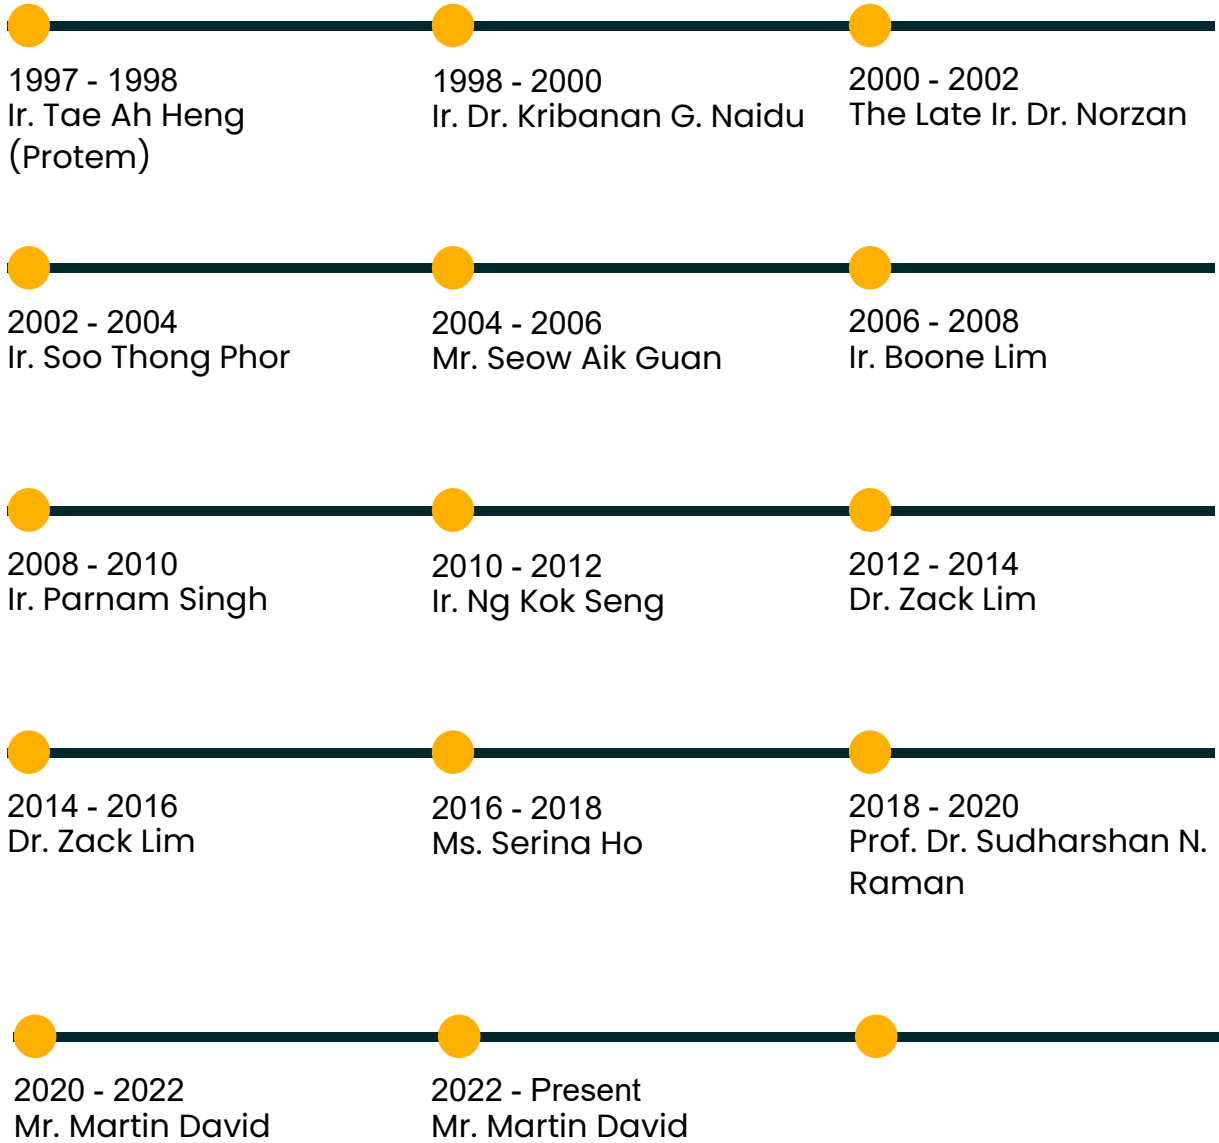 1997 - 1998
Ir. Tae Ah Heng
(Protem)
1998 - 2000
Ir. Dr. Kribanan G. Naidu
2000 - 2002
The Late Ir. Dr. Norzan
2002 - 2004
Ir. Soo Thong Phor
2004 - 2006
Mr. Seow Aik Guan
2006 - 2008
Ir. Boone Lim
2008 - 2010
Ir. Parnam Singh
2010 - 2012
Ir. Ng Kok Seng
2012 - 2014
Dr. Zack Lim
2014 - 2016
Dr. Zack Lim
2016 - 2018
Ms. Serina Ho
2018 - 2020
Prof. Dr. Sudharshan N.
Raman
2020 - 2022
Mr. Martin David
2022 - Present
Mr. Martin David